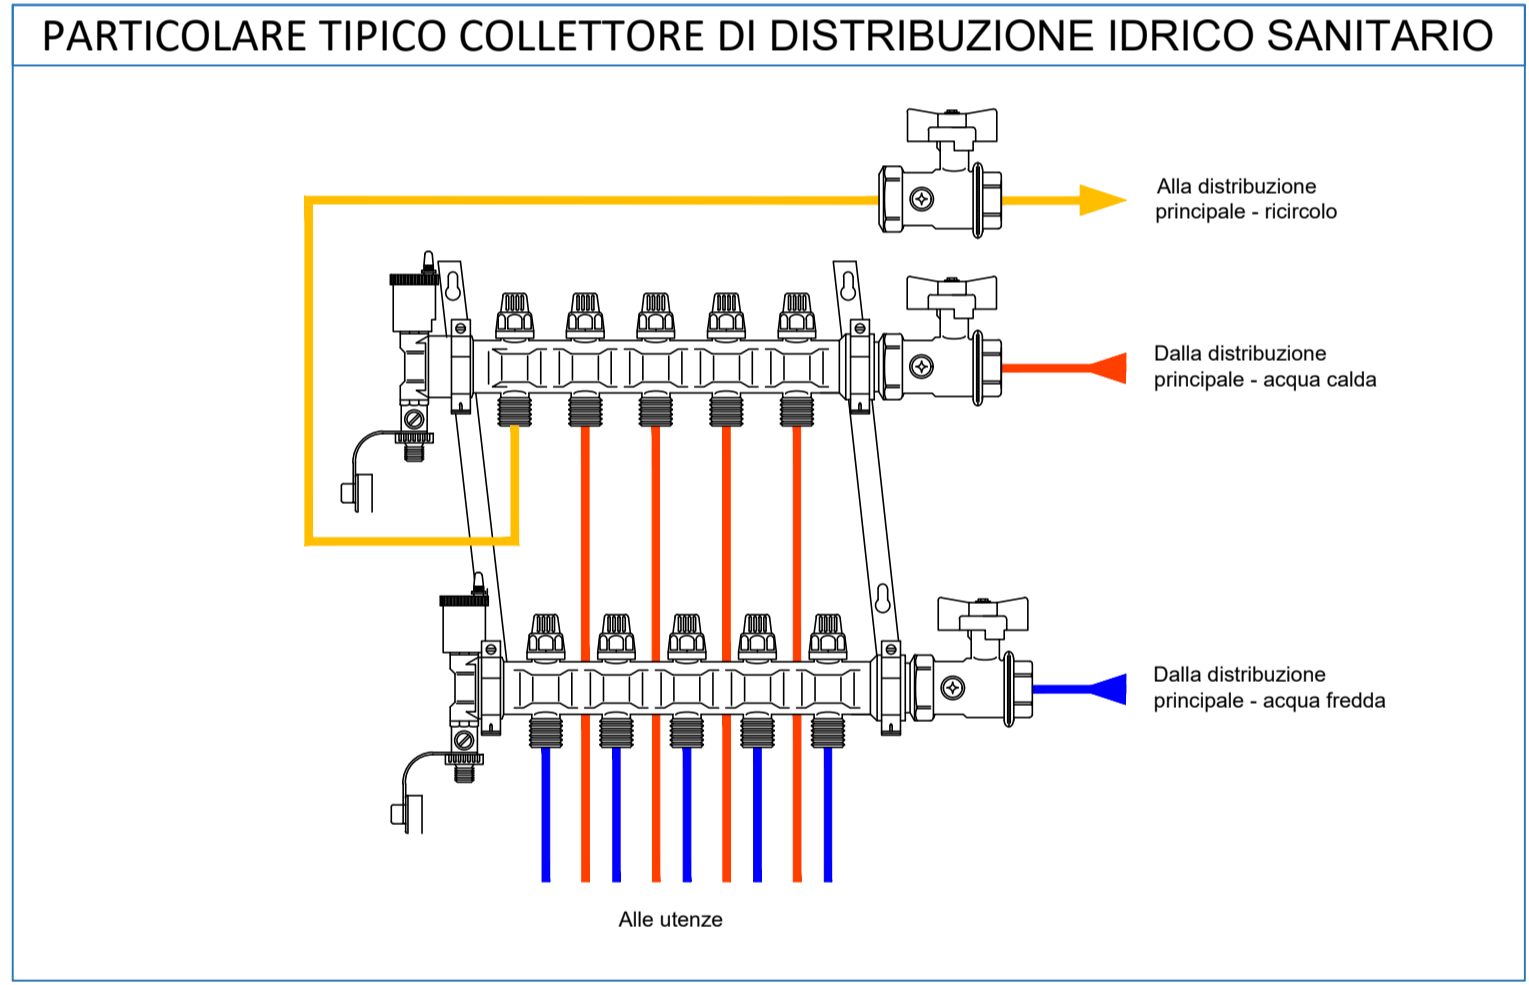 PARTICOLARE TIPICO COLLETTORE DI DISTRIBUZIONE IDRICO SANITARIO
Alla distribuzione
principale - ricircolo
Dalla distribuzione
principale - acqua calda
Dalla distribuzione
principale - acqua fredda
Alle utenze